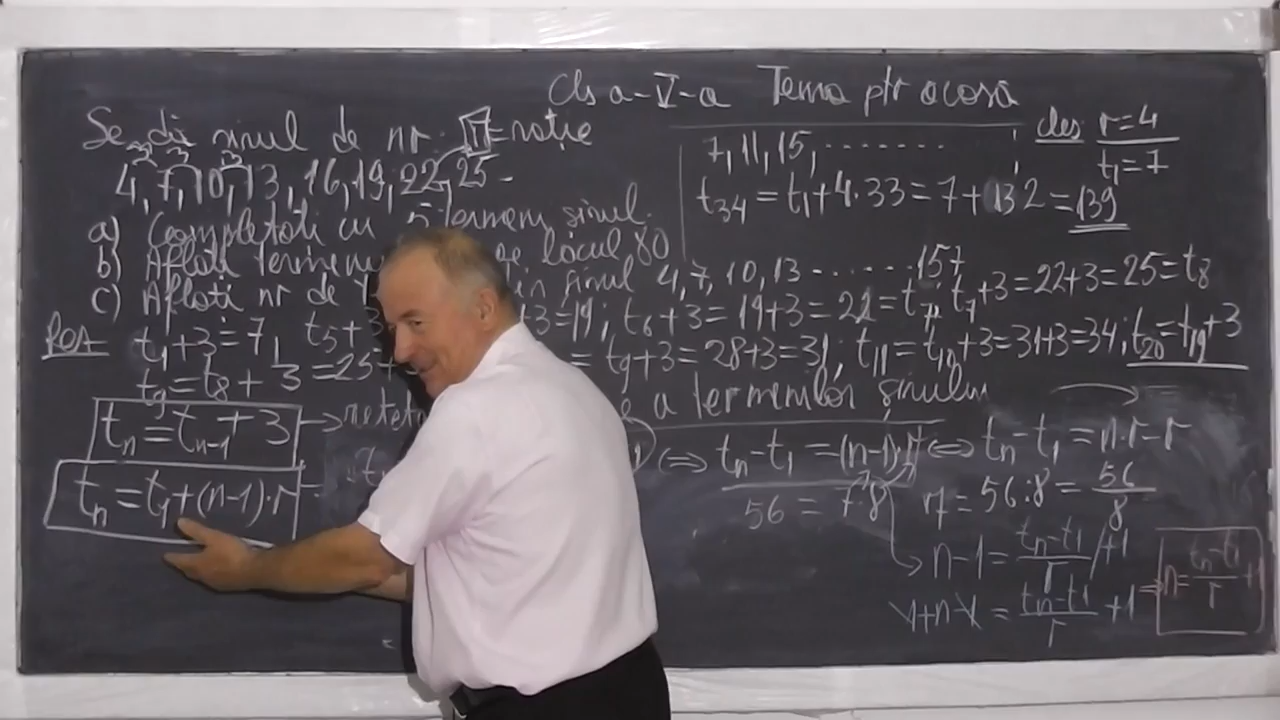 Cls a-V-a Tema ptr acasă
Se dă șirul de nr. r=rație
3 3 3
4, 7, 10, 13, 16, 19, 22, 25
a) Completați cu 5 termeni șirul.
b) Aflați locul 80
c) Aflați nr de în șirul 4, 7, 10, 13 ....... 157
7, 11, 15, ........
des r=4
t1=7
t34 = t1+4·33 = 7+132 = 139
Rez t1+3=7, t5+3 +3=19; t6+3=19+3=22=t7, t7+3=22+3=25=t8
t9=t8+3=25+ = t9+3=28+3=31, t11=t10+3=31+3=34; t20=t19+3
tn=tn-1+3 → a termenilor șirului
tn=t1+(n-1)·r
⇔ tn-t1=(n-1)·r ⇔ tn-t1=n·r-r
56 = 7·8 7=56:8=56/8
n-1=tn-t1/r /+1
1+n-1=tn-t1/r +1 ⇒ n=tn-t1/r +1